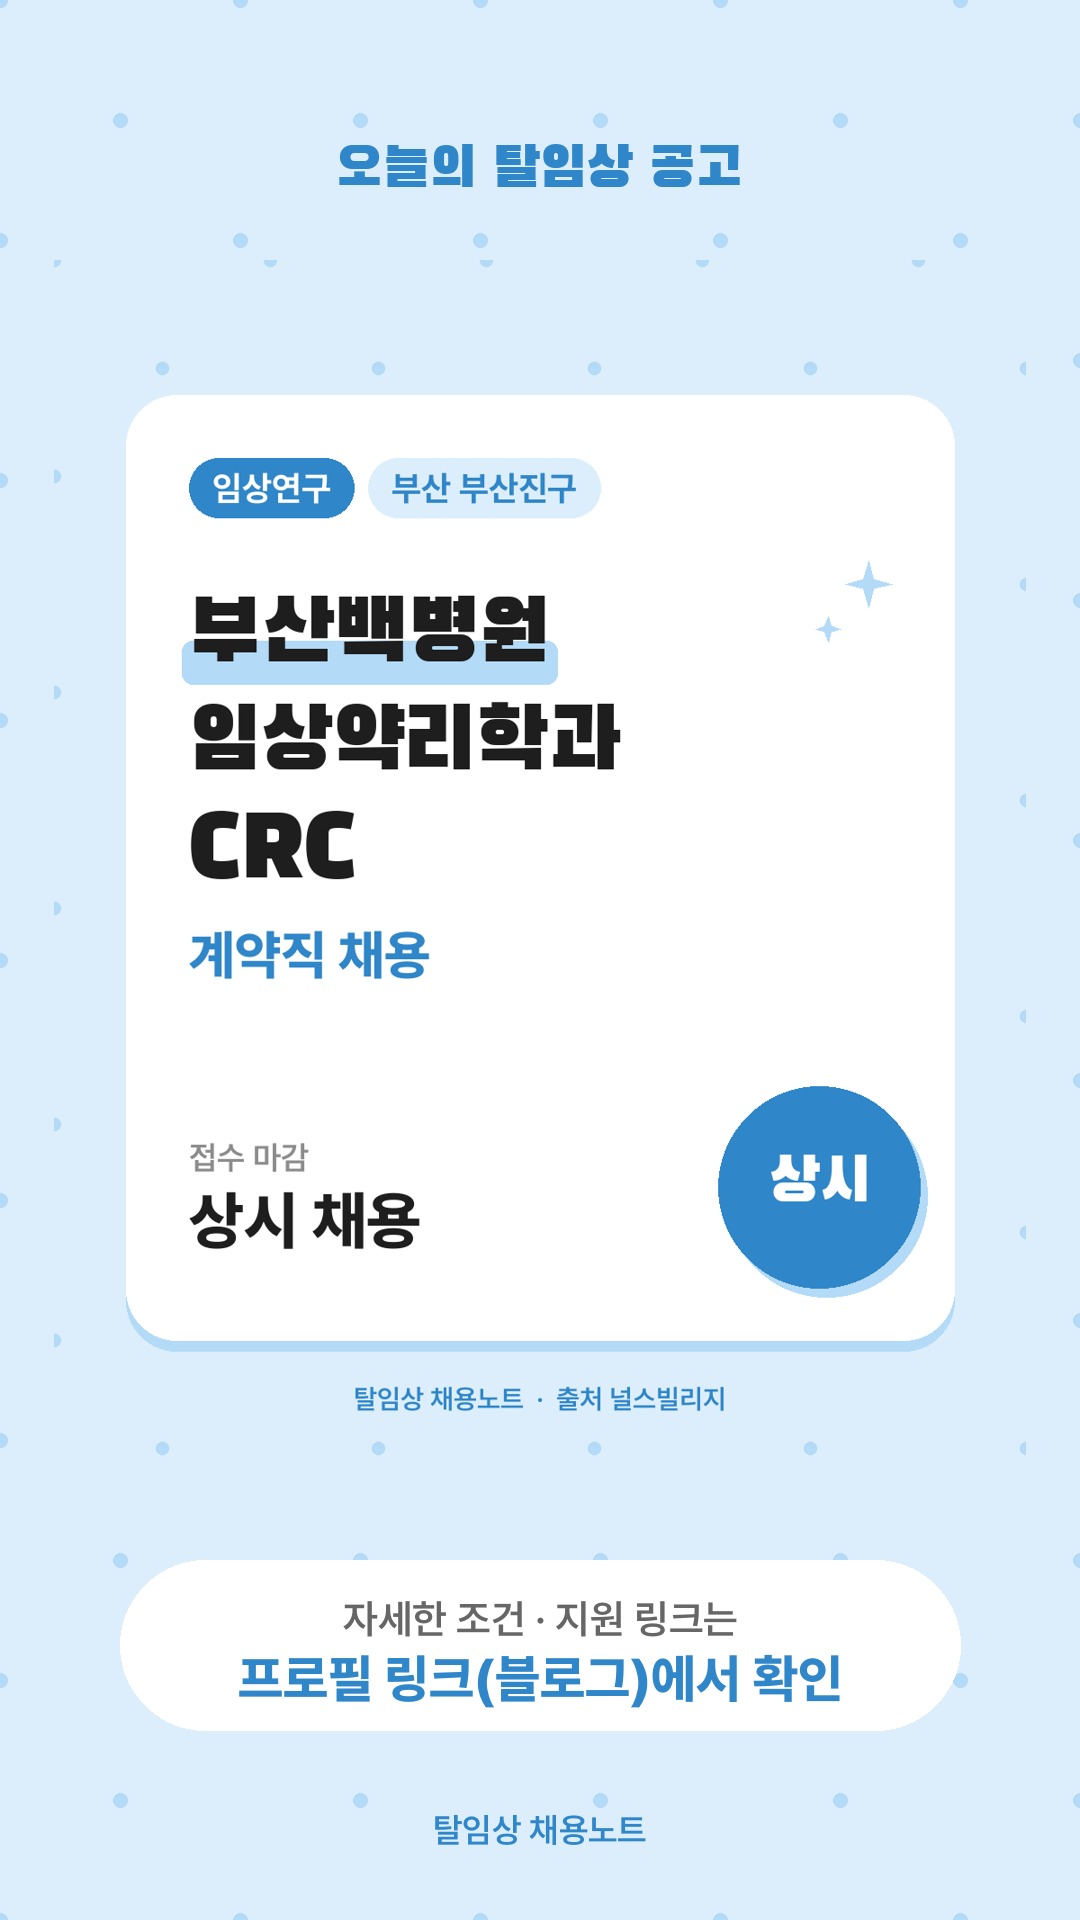 오늘의 탈임상 공고
임상연구
부산 부산진구
부산백병원
임상약리학과
CRC
계약직 채용
접수 마감
상시 채용
상시
탈임상 채용노트 · 출처 널스빌리지
자세한 조건 · 지원 링크는
프로필 링크(블로그)에서 확인
탈임상 채용노트